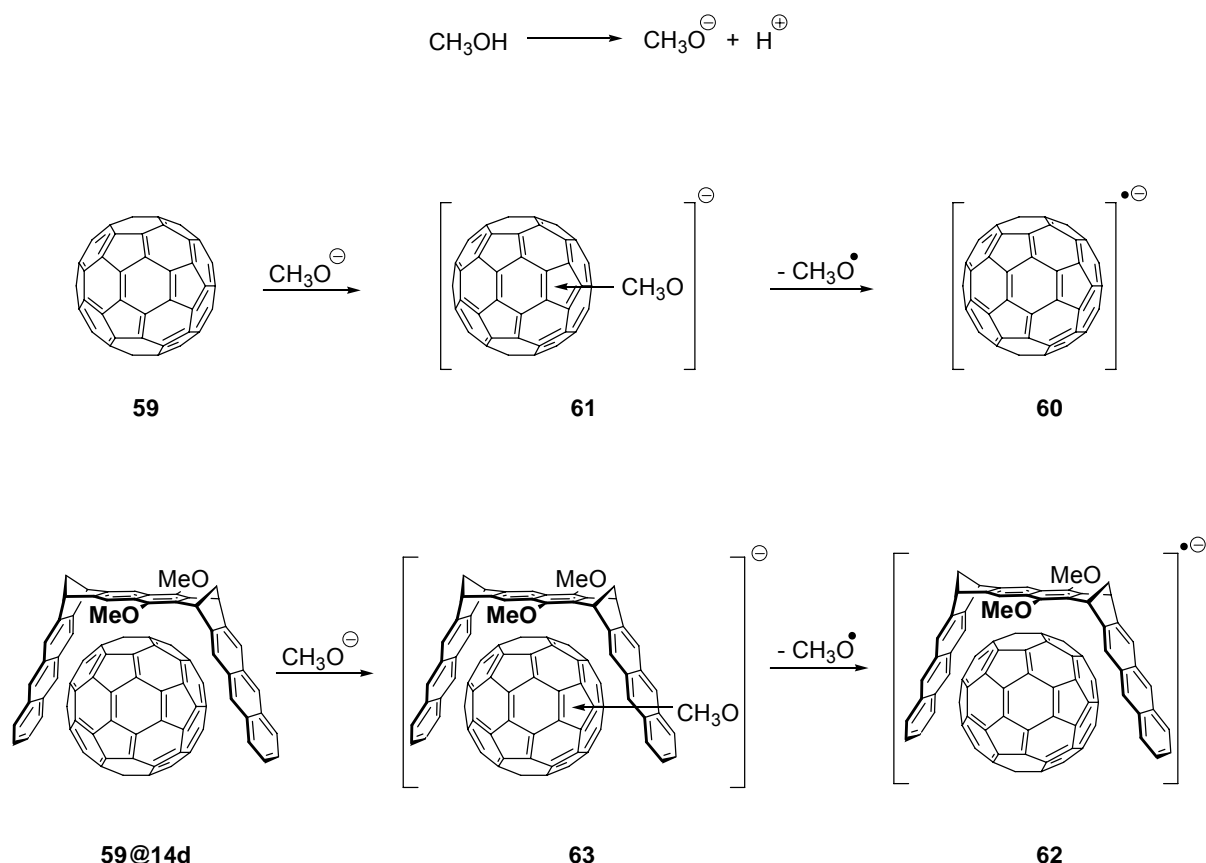 CH₃OH CH₃O⊖ + H⊕
CH₃O⊖ CH₃O ⊖ - CH₃O• •⊖
59 61 60
MeO MeO MeO
MeO MeO MeO
CH₃O⊖ CH₃O ⊖ - CH₃O• •⊖
59@14d 63 62